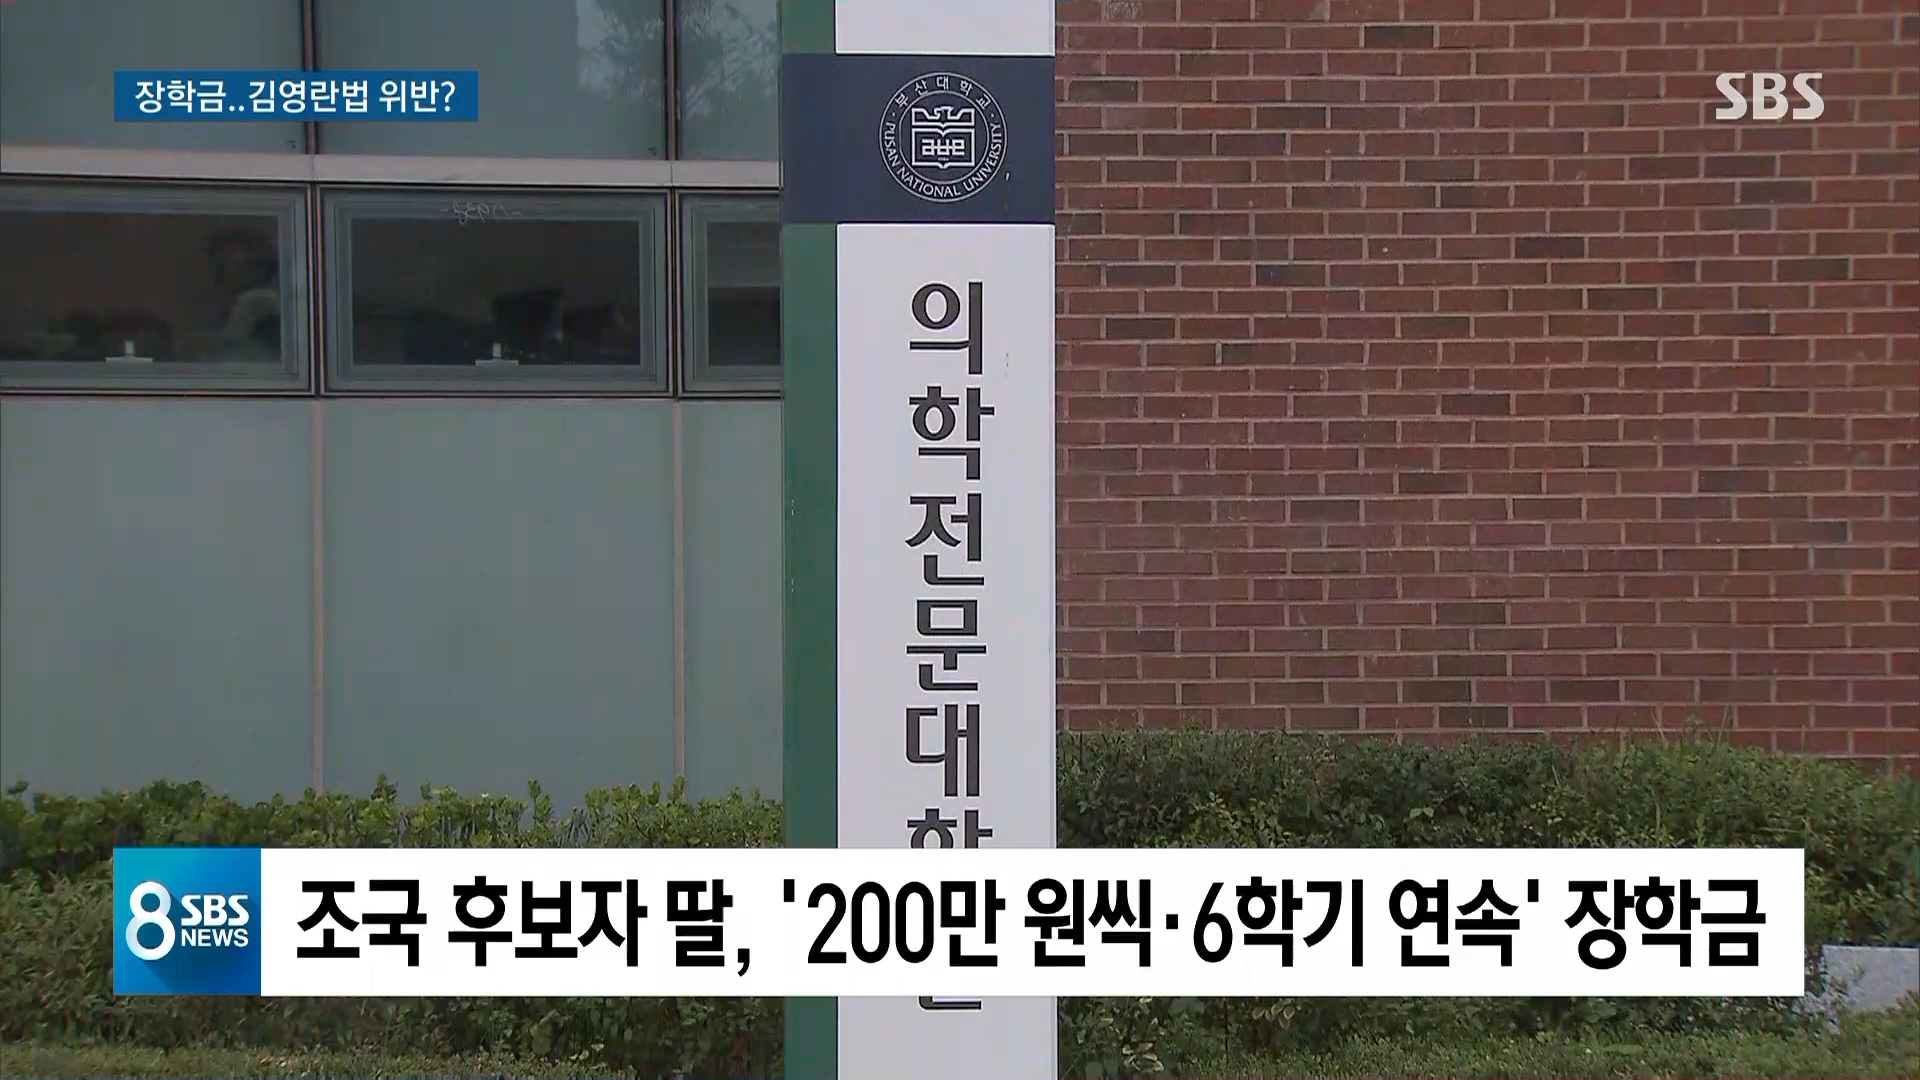 장학금..김영란법 위반?
SBS
부산대학교
PUSAN NATIONAL UNIVERSITY
의학전문대학원
8 SBS NEWS
조국 후보자 딸, '200만 원씩·6학기 연속' 장학금